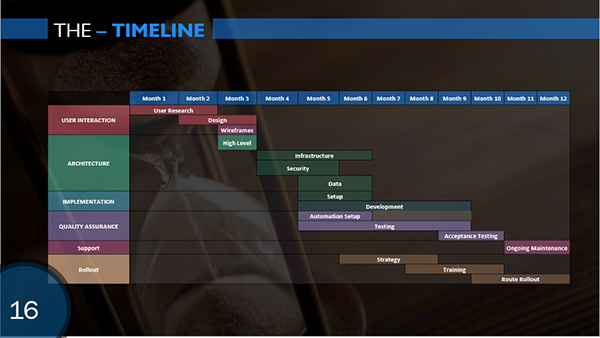 THE – TIMELINE
Month 1 Month 2 Month 3 Month 4 Month 5 Month 6 Month 7 Month 8 Month 9 Month 10 Month 11 Month 12
User Research
USER INTERACTION
Design
Wireframes
High Level
ARCHITECTURE
Infrastructure
Security
Data
Setup
IMPLEMENTATION
Development
QUALITY ASSURANCE
Automation Setup
Testing
Acceptance Testing
Support
Ongoing Maintenance
Rollout
Strategy
Training
Route Rollout
16